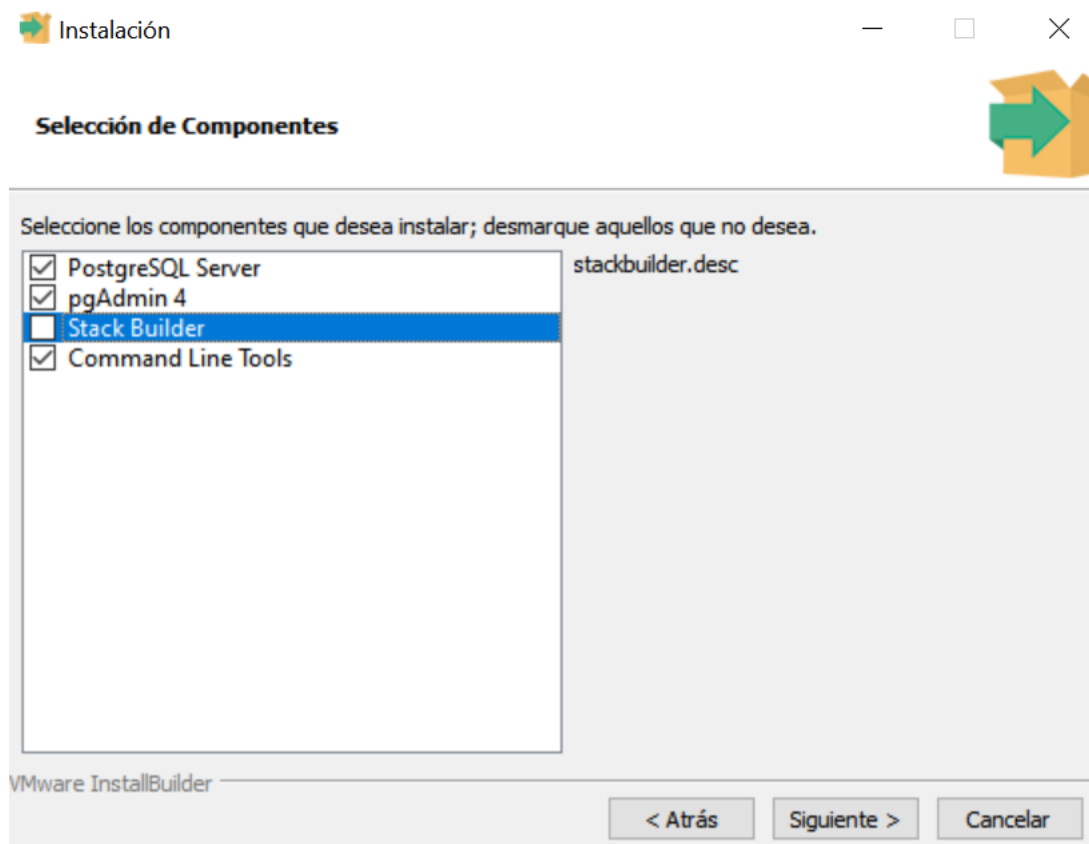 Instalación
Selección de Componentes
Seleccione los componentes que desea instalar; desmarque aquellos que no desea.
PostgreSQL Server
stackbuilder.desc
pgAdmin 4
Stack Builder
Command Line Tools
VMware InstallBuilder
< Atrás
Siguiente >
Cancelar